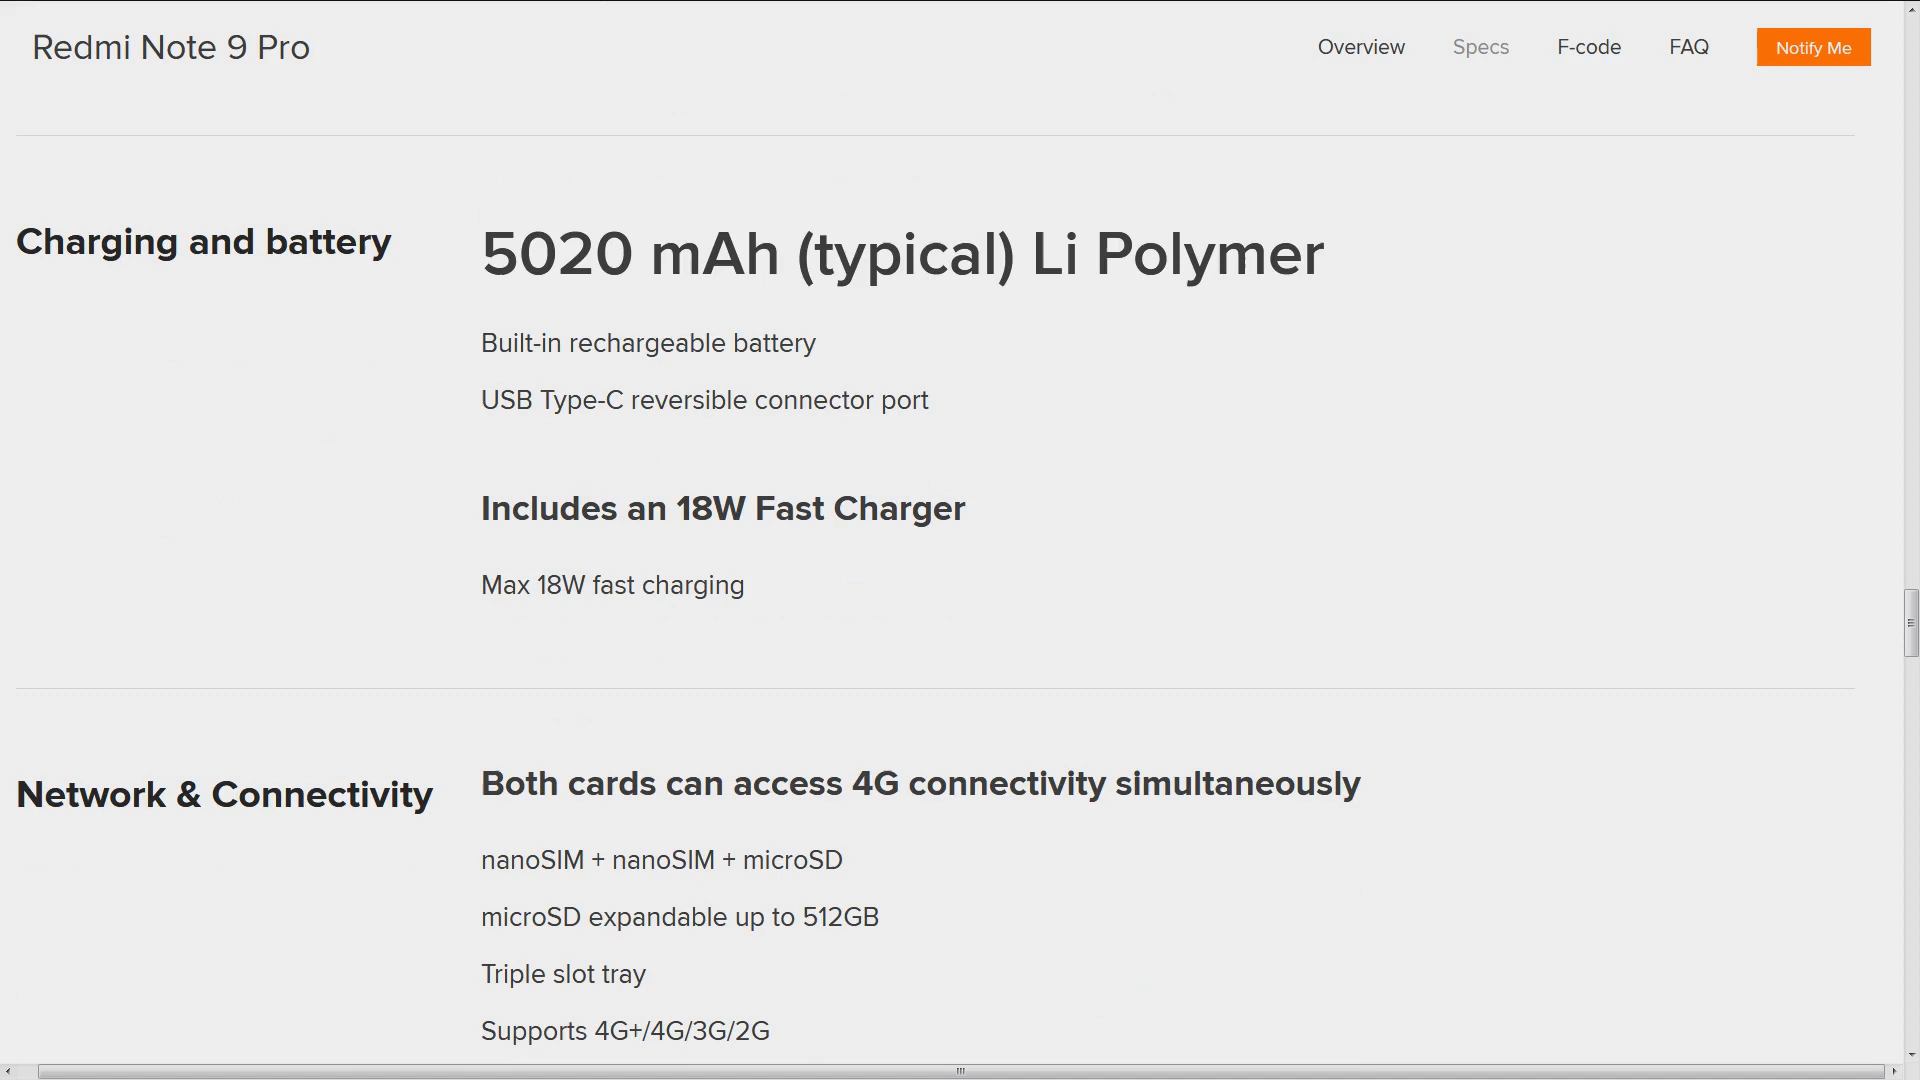 Redmi Note 9 Pro
Overview
Specs
F-code
FAQ
Notify Me
Charging and battery
5020 mAh (typical) Li Polymer
Built-in rechargeable battery
USB Type-C reversible connector port
Includes an 18W Fast Charger
Max 18W fast charging
Network & Connectivity
Both cards can access 4G connectivity simultaneously
nanoSIM + nanoSIM + microSD
microSD expandable up to 512GB
Triple slot tray
Supports 4G+/4G/3G/2G